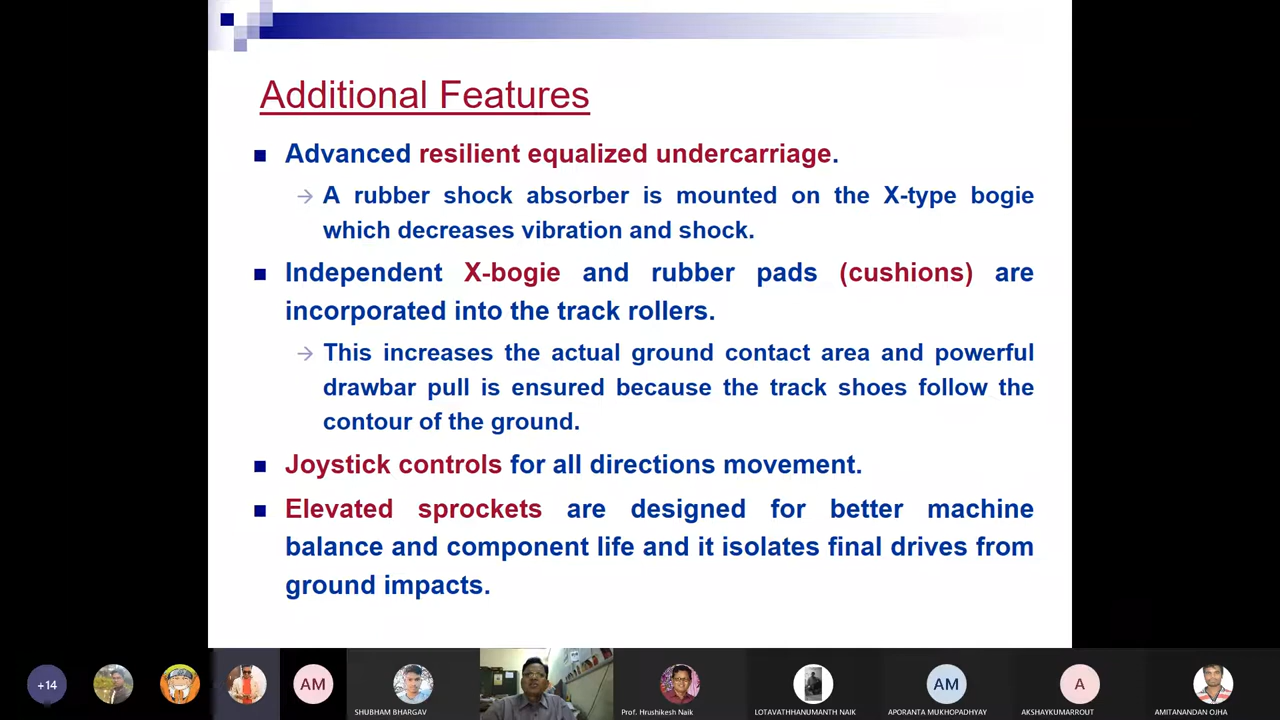 Additional Features
Advanced resilient equalized undercarriage.
A rubber shock absorber is mounted on the X-type bogie
which decreases vibration and shock.
Independent X-bogie and rubber pads (cushions) are
incorporated into the track rollers.
This increases the actual ground contact area and powerful
drawbar pull is ensured because the track shoes follow the
contour of the ground.
Joystick controls for all directions movement.
Elevated sprockets are designed for better machine
balance and component life and it isolates final drives from
ground impacts.
+14
AM
AM
A
SHUBHAM BHARGAV
Prof. Hrushikesh Naik
LOTAVATHHANUMANTH NAIK
APORANTA MUKHOPADHYAY
AKSHAYKUMARROUT
AMITANANDAN OJHA